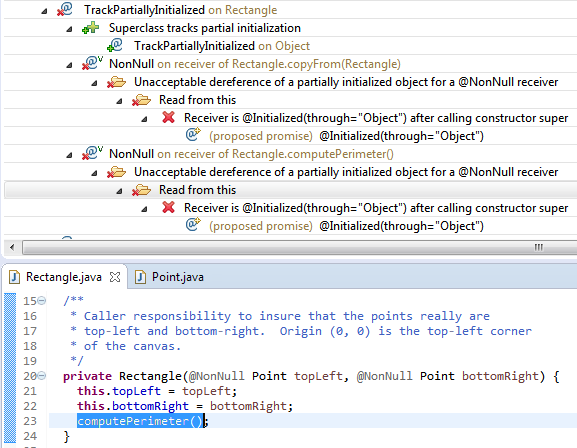 TrackPartiallyInitialized on Rectangle
Superclass tracks partial initialization
TrackPartiallyInitialized on Object
NonNull on receiver of Rectangle.copyFrom(Rectangle)
Unacceptable dereference of a partially initialized object for a @NonNull receiver
Read from this
Receiver is @Initialized(through="Object") after calling constructor super
(proposed promise) @Initialized(through="Object")
NonNull on receiver of Rectangle.computePerimeter()
Unacceptable dereference of a partially initialized object for a @NonNull receiver
Read from this
Receiver is @Initialized(through="Object") after calling constructor super
(proposed promise) @Initialized(through="Object")
Rectangle.java Point.java
15 /**
16 * Caller responsibility to insure that the points really are
17 * top-left and bottom-right. Origin (0, 0) is the top-left corner
18 * of the canvas.
19 */
20 private Rectangle(@NonNull Point topLeft, @NonNull Point bottomRight) {
21 this.topLeft = topLeft;
22 this.bottomRight = bottomRight;
23 computePerimeter();
24 }